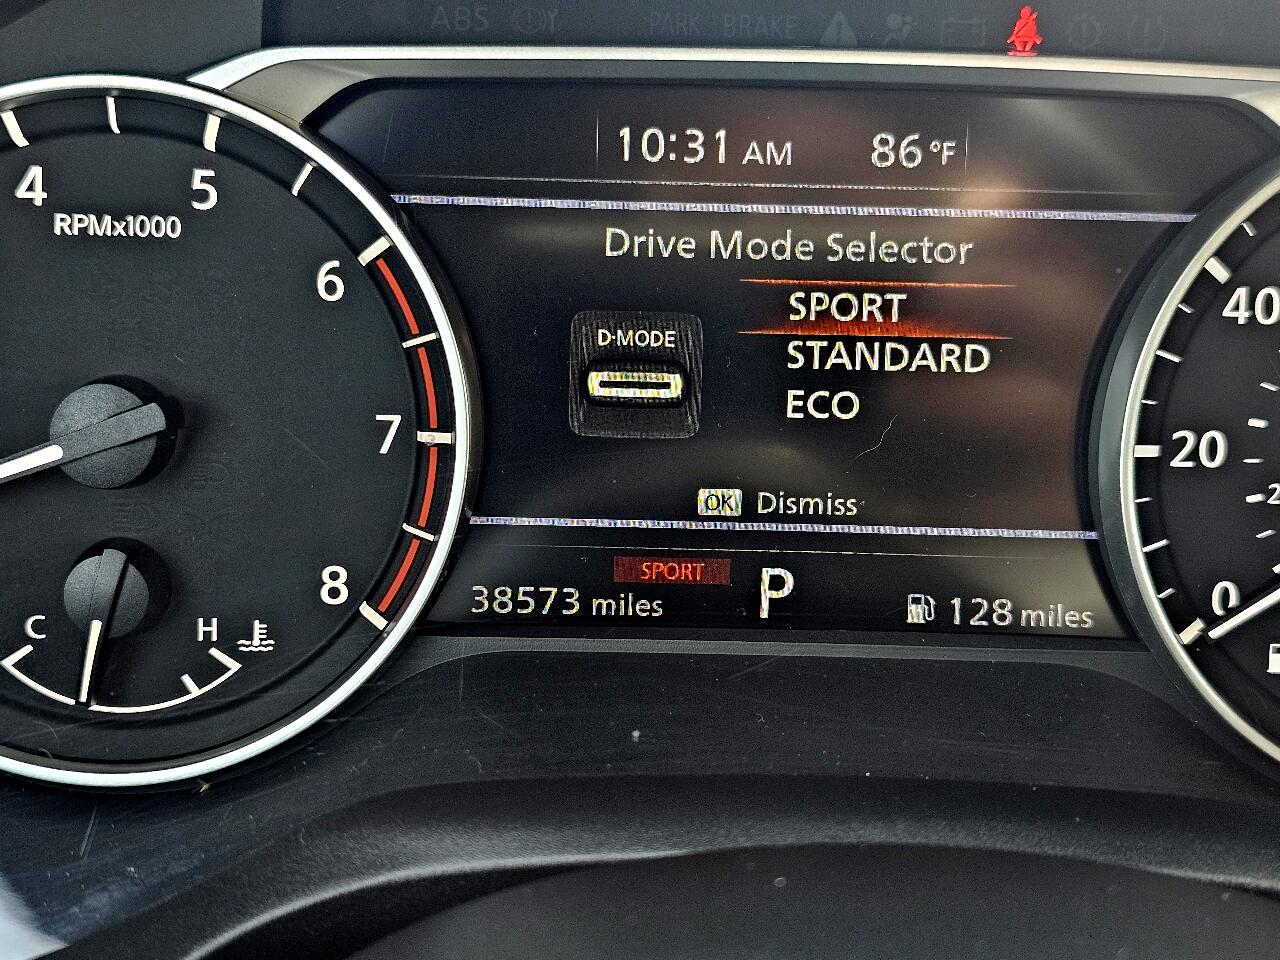 ABS
PARK BRAKE
10:31 AM 86°F
4 5 6 7 8
RPMx1000
Drive Mode Selector
D-MODE
SPORT
STANDARD
ECO
OK Dismiss
SPORT
38573 miles P 128 miles
C H
40
20
0